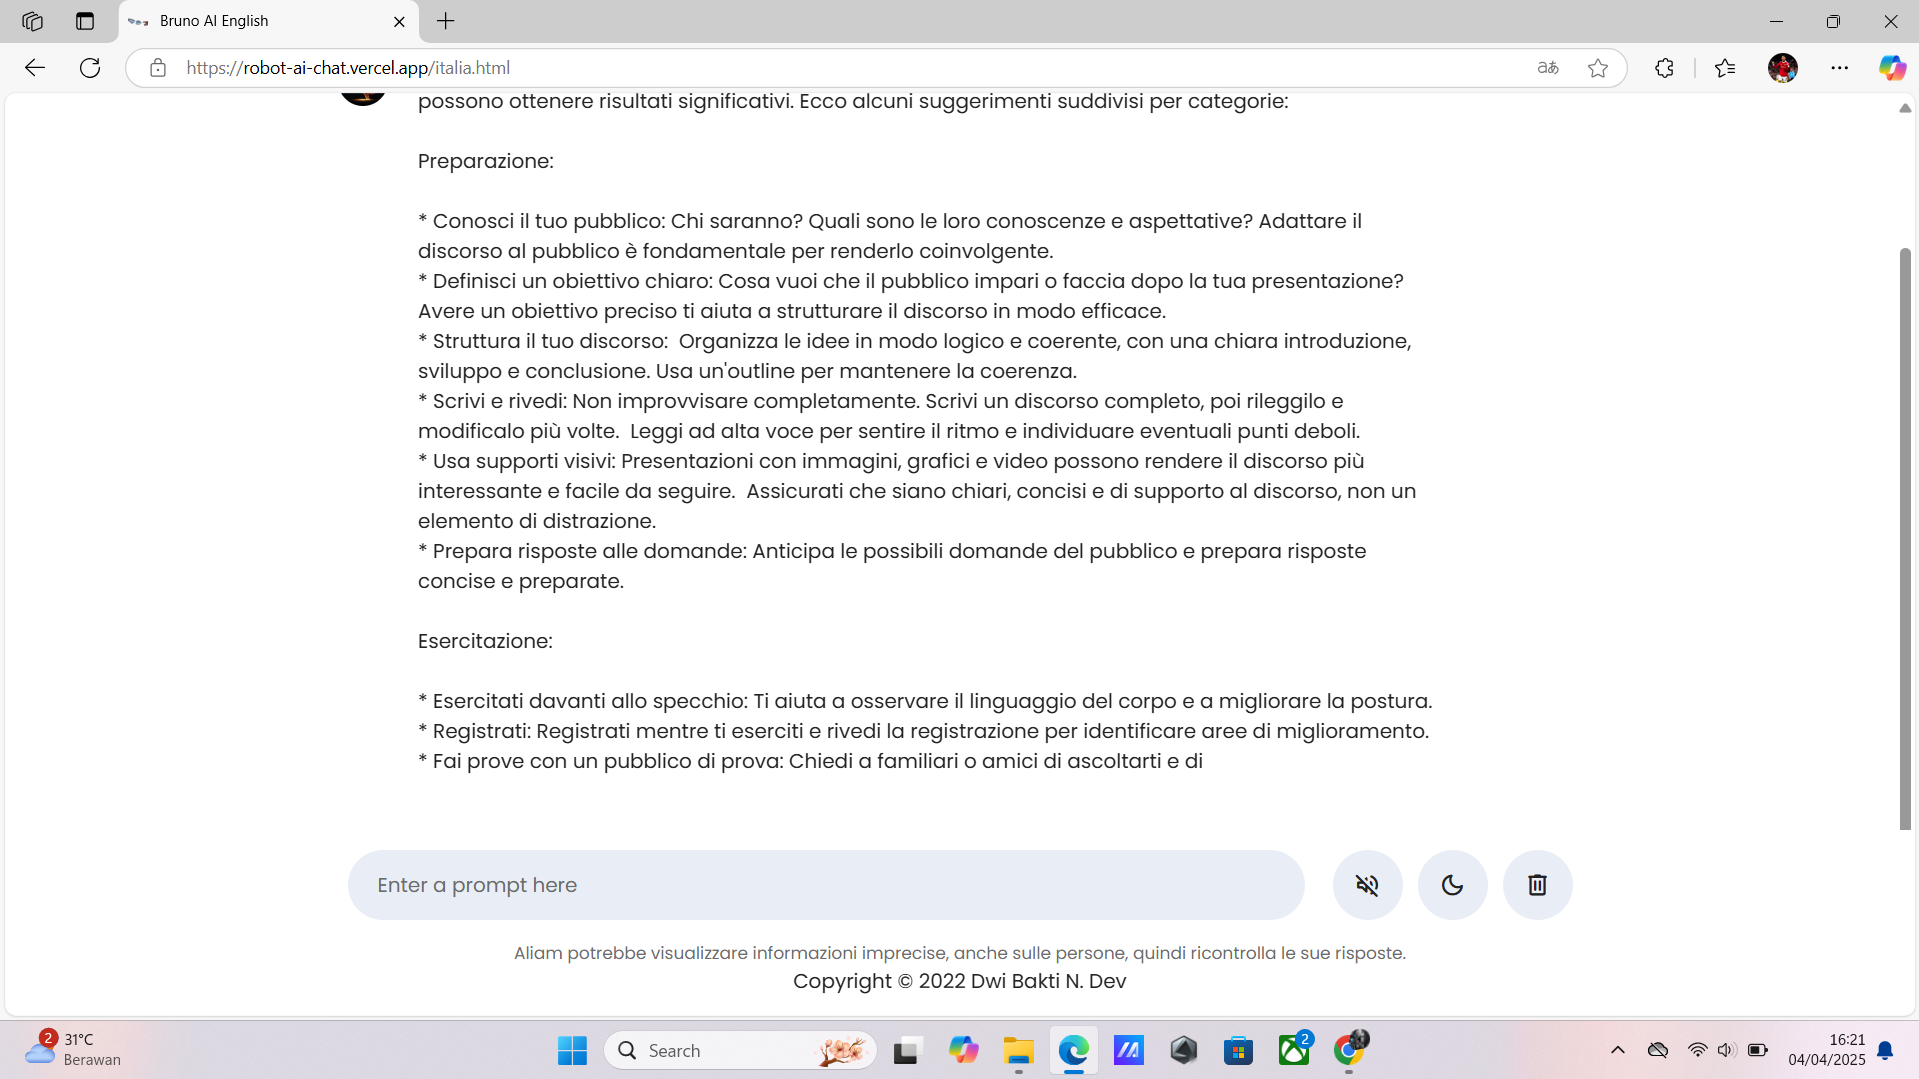 Bruno AI English
https://robot-ai-chat.vercel.app/italia.html
possono ottenere risultati significativi. Ecco alcuni suggerimenti suddivisi per categorie:
Preparazione:
* Conosci il tuo pubblico: Chi saranno? Quali sono le loro conoscenze e aspettative? Adattare il
discorso al pubblico è fondamentale per renderlo coinvolgente.
* Definisci un obiettivo chiaro: Cosa vuoi che il pubblico impari o faccia dopo la tua presentazione?
Avere un obiettivo preciso ti aiuta a strutturare il discorso in modo efficace.
* Struttura il tuo discorso:  Organizza le idee in modo logico e coerente, con una chiara introduzione,
sviluppo e conclusione. Usa un'outline per mantenere la coerenza.
* Scrivi e rivedi: Non improvvisare completamente. Scrivi un discorso completo, poi rileggilo e
modificalo più volte.  Leggi ad alta voce per sentire il ritmo e individuare eventuali punti deboli.
* Usa supporti visivi: Presentazioni con immagini, grafici e video possono rendere il discorso più
interessante e facile da seguire.  Assicurati che siano chiari, concisi e di supporto al discorso, non un
elemento di distrazione.
* Prepara risposte alle domande: Anticipa le possibili domande del pubblico e prepara risposte
concise e preparate.
Esercitazione:
* Esercitati davanti allo specchio: Ti aiuta a osservare il linguaggio del corpo e a migliorare la postura.
* Registrati: Registrati mentre ti eserciti e rivedi la registrazione per identificare aree di miglioramento.
* Fai prove con un pubblico di prova: Chiedi a familiari o amici di ascoltarti e di
Enter a prompt here
Aliam potrebbe visualizzare informazioni imprecise, anche sulle persone, quindi ricontrolla le sue risposte.
Copyright © 2022 Dwi Bakti N. Dev
2
31°C
Berawan
Search
2
16:21
04/04/2025